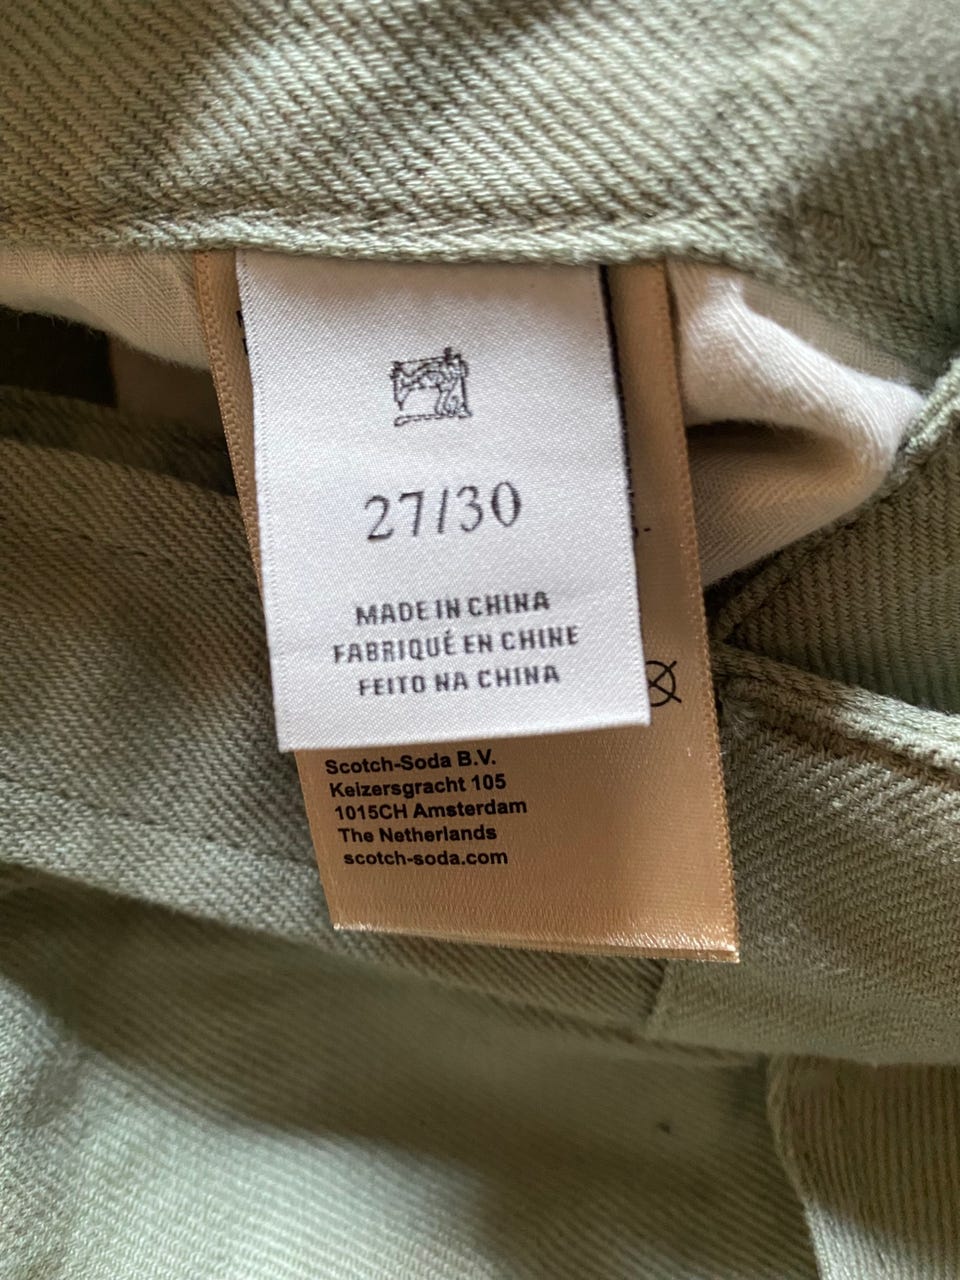 27/30
MADE IN CHINA
FABRIQUÉ EN CHINE
FEITO NA CHINA
Scotch-Soda B.V.
Keizersgracht 105
1015CH Amsterdam
The Netherlands
scotch-soda.com